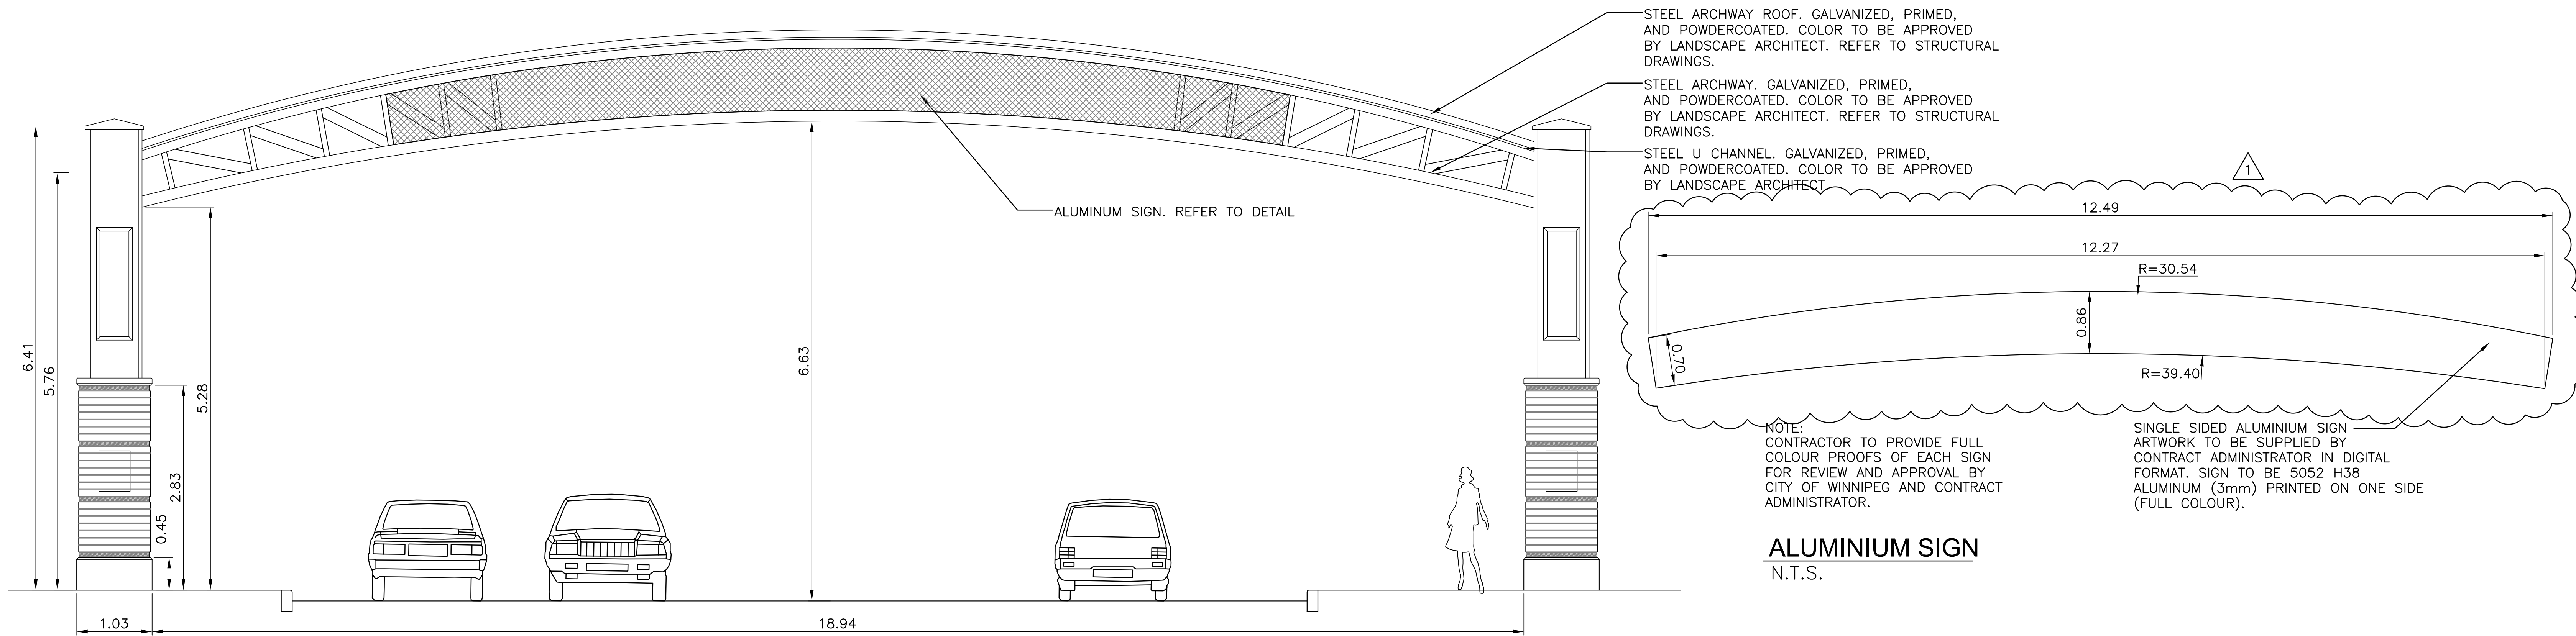 STEEL ARCHWAY ROOF. GALVANIZED, PRIMED,
AND POWDERCOATED. COLOR TO BE APPROVED
BY LANDSCAPE ARCHITECT. REFER TO STRUCTURAL
DRAWINGS.
STEEL ARCHWAY. GALVANIZED, PRIMED,
AND POWDERCOATED. COLOR TO BE APPROVED
BY LANDSCAPE ARCHITECT. REFER TO STRUCTURAL
DRAWINGS.
STEEL U CHANNEL. GALVANIZED, PRIMED,
AND POWDERCOATED. COLOR TO BE APPROVED
BY LANDSCAPE ARCHITECT
ALUMINUM SIGN. REFER TO DETAIL
6.41
5.76
5.28
2.83
0.45
6.63
1.03
18.94
1
12.49
12.27
R=30.54
0.86
0.70
R=39.40
NOTE:
CONTRACTOR TO PROVIDE FULL
COLOUR PROOFS OF EACH SIGN
FOR REVIEW AND APPROVAL BY
CITY OF WINNIPEG AND CONTRACT
ADMINISTRATOR.
SINGLE SIDED ALUMINIUM SIGN
ARTWORK TO BE SUPPLIED BY
CONTRACT ADMINISTRATOR IN DIGITAL
FORMAT. SIGN TO BE 5052 H38
ALUMINUM (3mm) PRINTED ON ONE SIDE
(FULL COLOUR).
ALUMINIUM SIGN
N.T.S.